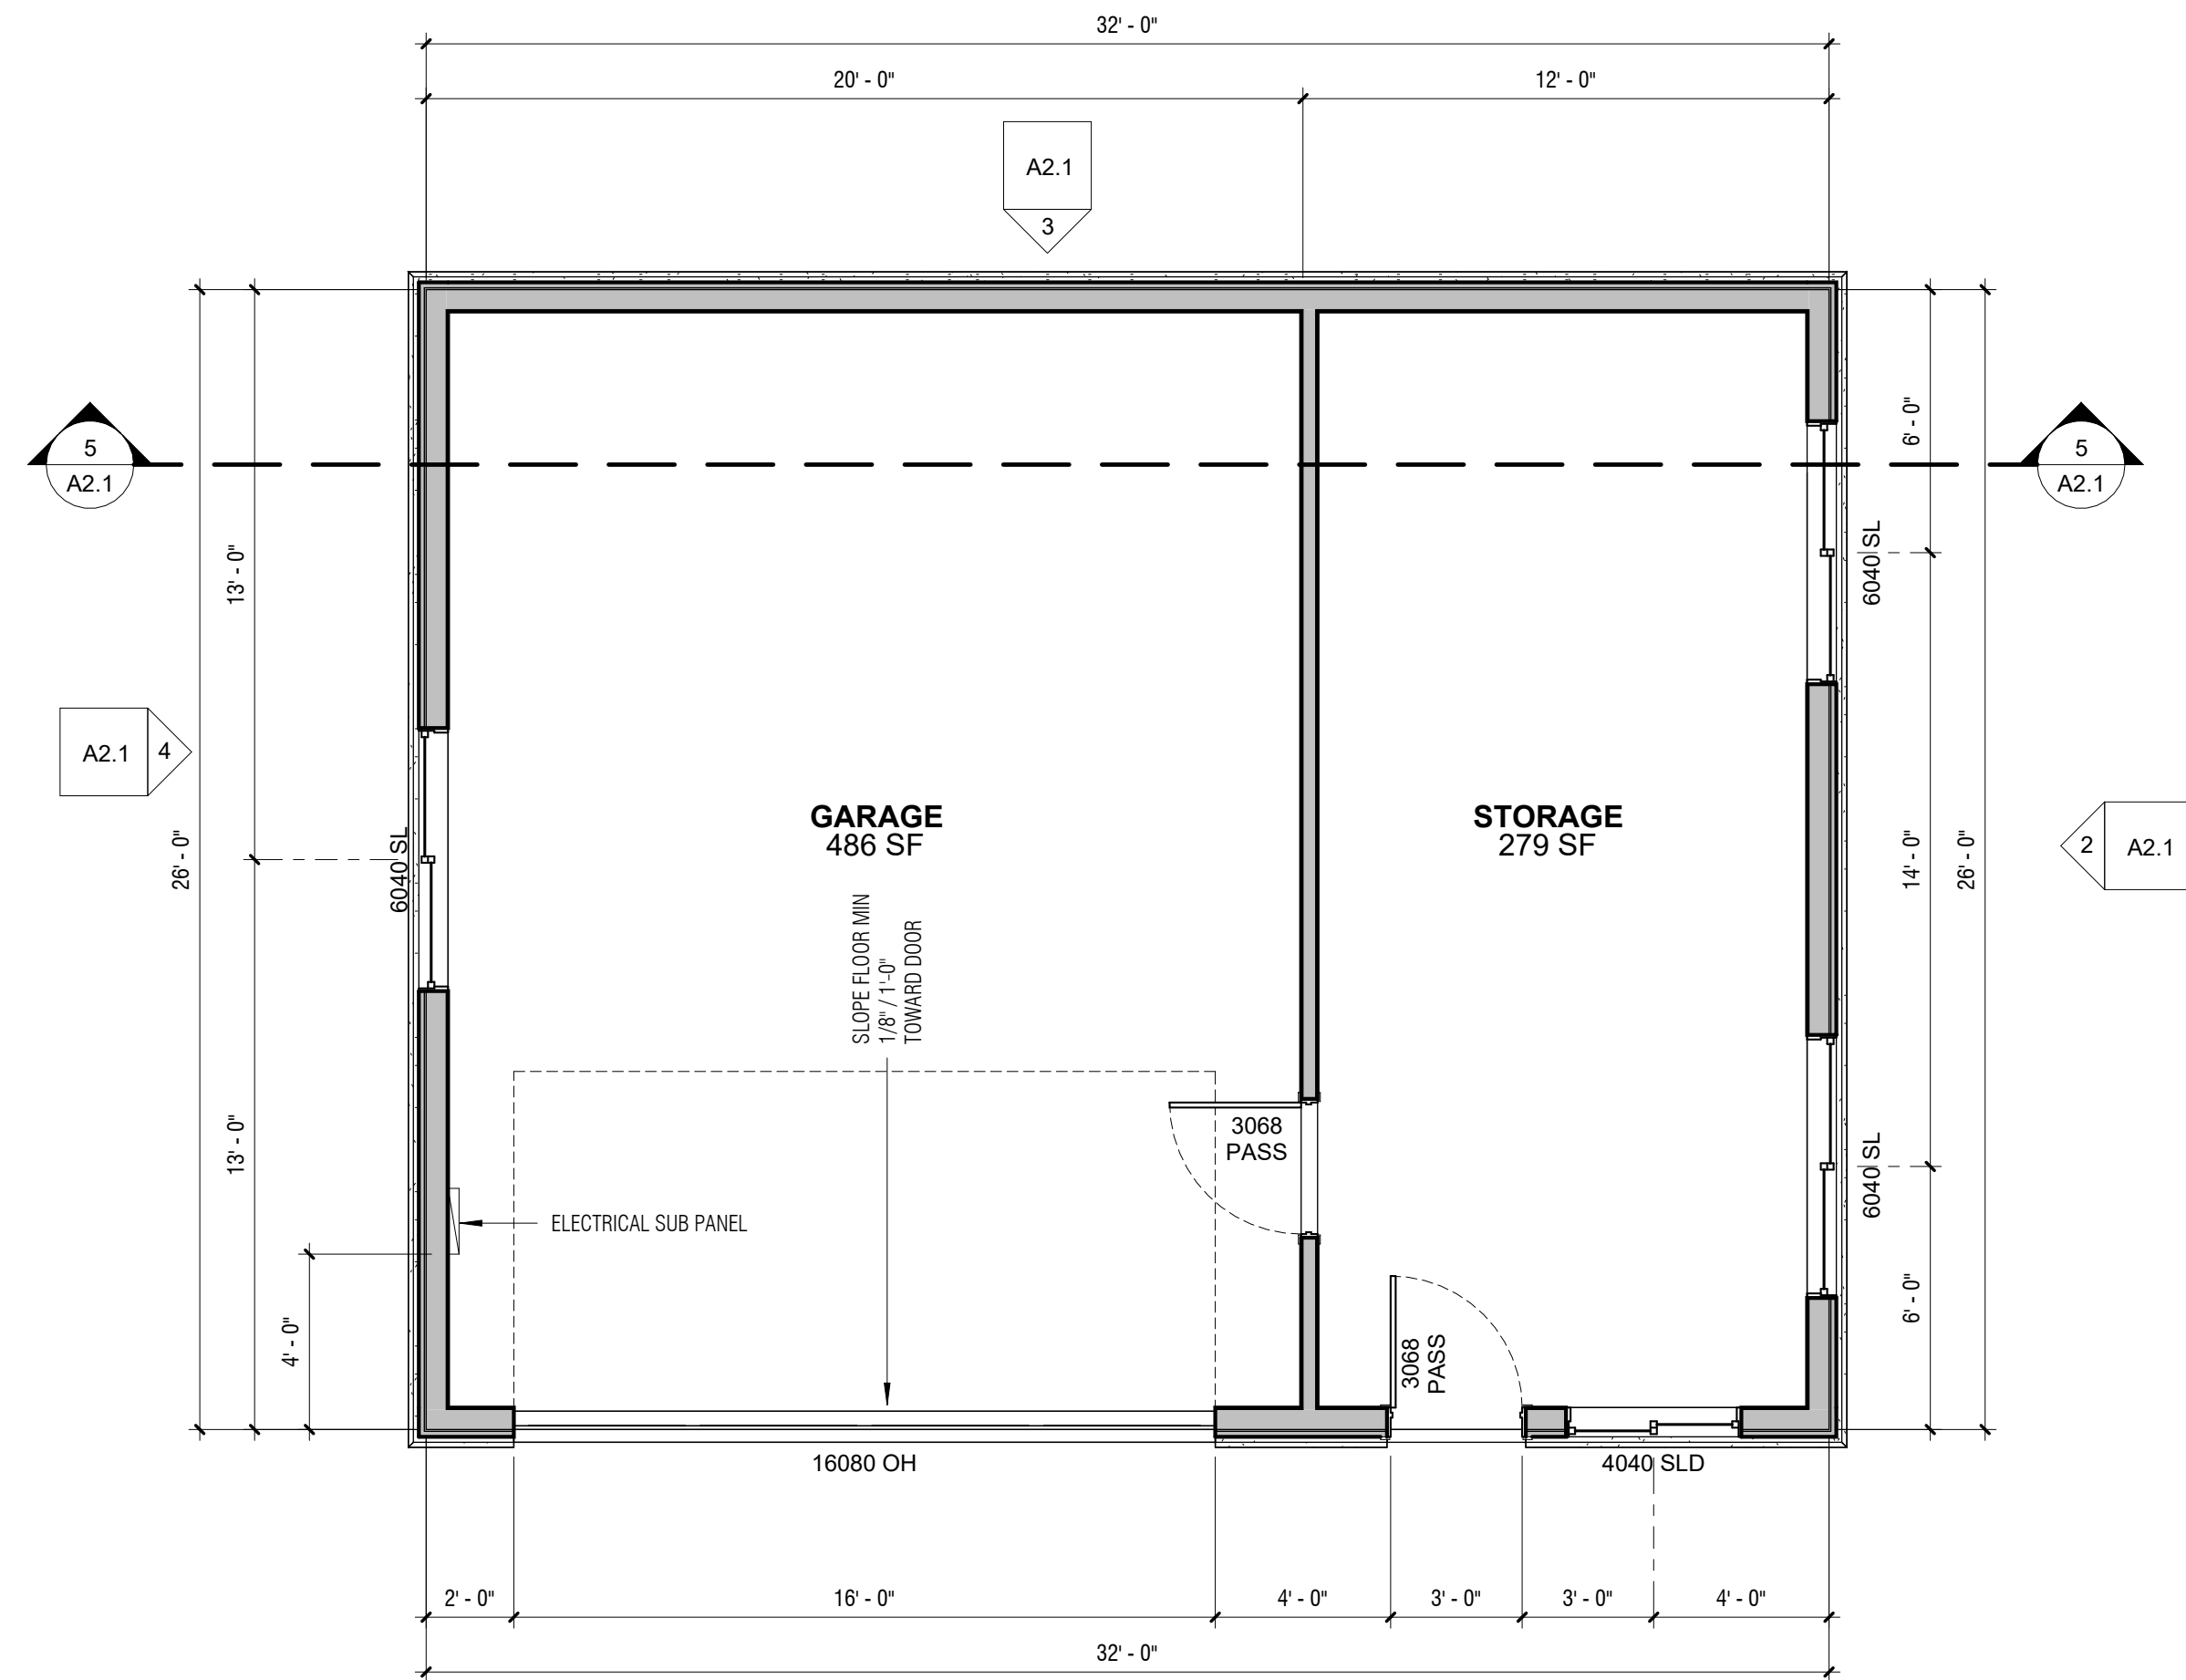 32' - 0"
20' - 0"
12' - 0"
A2.1
3
5
A2.1
5
A2.1
6' - 0"
6040 SL
13' - 0"
A2.1
4
26' - 0"
6040 SL
GARAGE
486 SF
STORAGE
279 SF
14' - 0"
26' - 0"
2
A2.1
SLOPE FLOOR MIN
1/8" / 1'-0"
TOWARD DOOR
13' - 0"
3068
PASS
6040 SL
ELECTRICAL SUB PANEL
4' - 0"
3068
PASS
6' - 0"
16080 OH
4040 SLD
2' - 0"
16' - 0"
4' - 0"
3' - 0"
3' - 0"
4' - 0"
32' - 0"